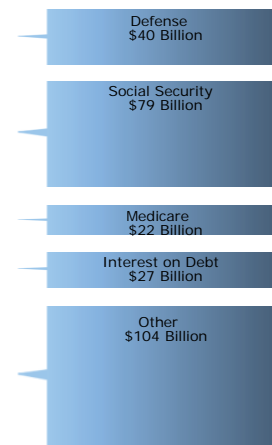 Defense
$40 Billion
Social Security
$79 Billion
Medicare
$22 Billion
Interest on Debt
$27 Billion
Other
$104 Billion